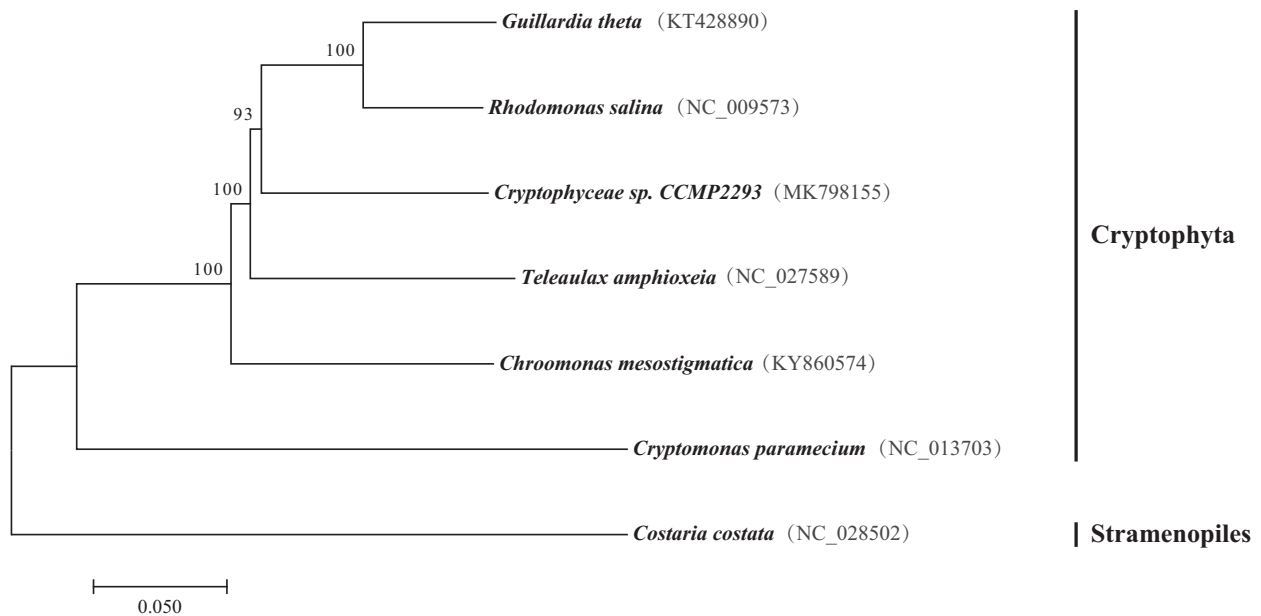 Guillardia theta（KT428890）
100
Rhodomonas salina（NC_009573）
93
Cryptophyceae sp. CCMP2293（MK798155）
100
Cryptophyta
Teleaulax amphioxeia（NC_027589）
100
Chroomonas mesostigmatica（KY860574）
Cryptomonas paramecium（NC_013703）
Costaria costata（NC_028502）
Stramenopiles
0.050